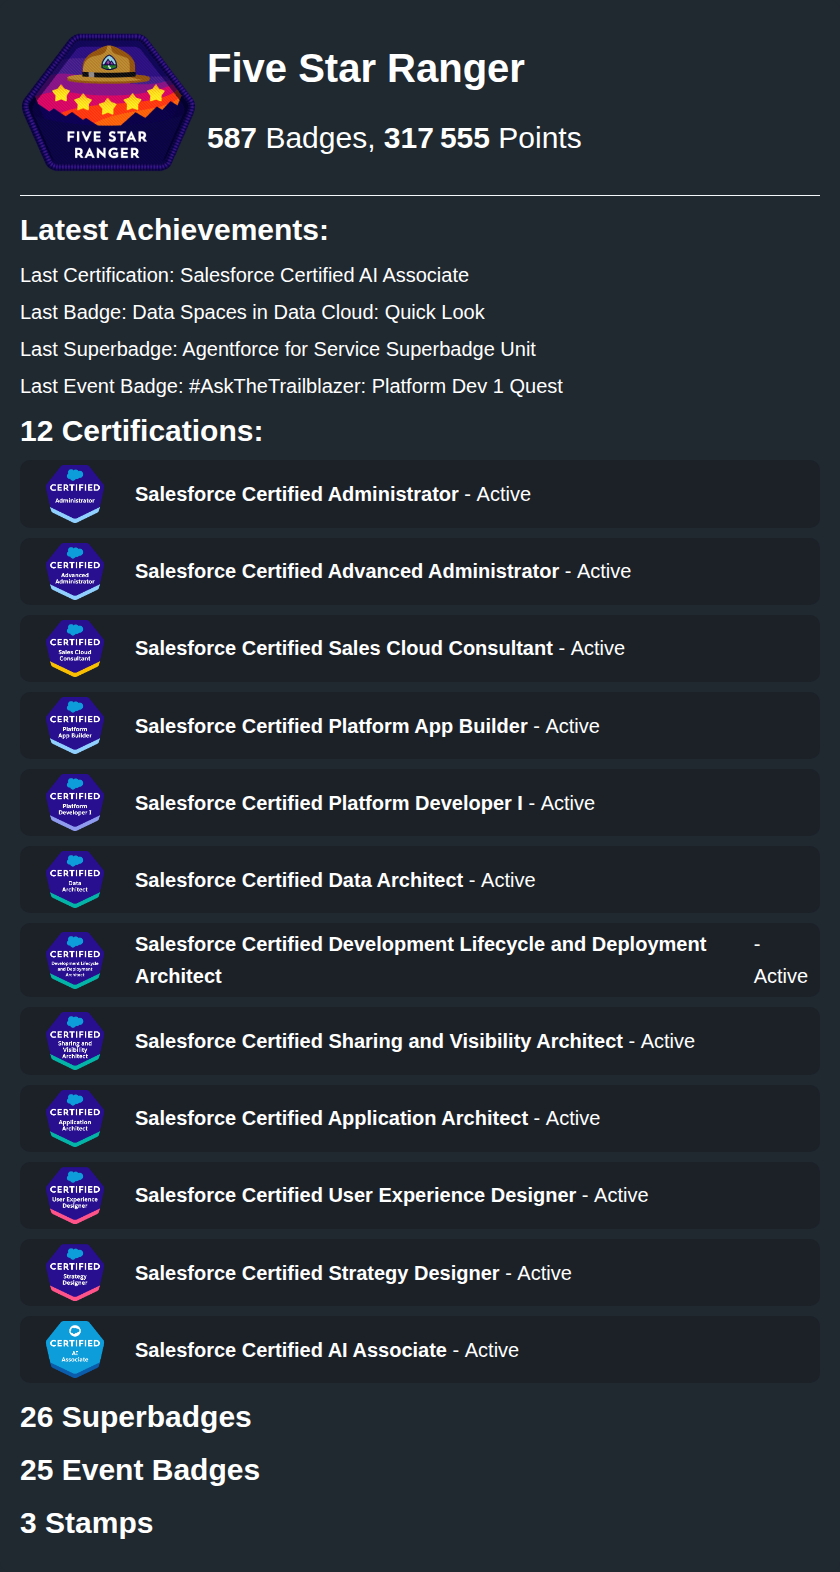 FIVE STAR
RANGER
Five Star Ranger
587 Badges, 317 555 Points
Latest Achievements:
Last Certification: Salesforce Certified AI Associate
Last Badge: Data Spaces in Data Cloud: Quick Look
Last Superbadge: Agentforce for Service Superbadge Unit
Last Event Badge: #AskTheTrailblazer: Platform Dev 1 Quest
12 Certifications:
CERTIFIED
Administrator
Salesforce Certified Administrator - Active
CERTIFIED
Advanced
Administrator
Salesforce Certified Advanced Administrator - Active
CERTIFIED
Sales Cloud
Consultant
Salesforce Certified Sales Cloud Consultant - Active
CERTIFIED
Platform
App Builder
Salesforce Certified Platform App Builder - Active
CERTIFIED
Platform
Developer I
Salesforce Certified Platform Developer I - Active
CERTIFIED
Data
Architect
Salesforce Certified Data Architect - Active
CERTIFIED
Development Lifecycle
and Deployment
Architect
Salesforce Certified Development Lifecycle and Deployment -
Architect Active
CERTIFIED
Sharing and
Visibility
Architect
Salesforce Certified Sharing and Visibility Architect - Active
CERTIFIED
Application
Architect
Salesforce Certified Application Architect - Active
CERTIFIED
User Experience
Designer
Salesforce Certified User Experience Designer - Active
CERTIFIED
Strategy
Designer
Salesforce Certified Strategy Designer - Active
CERTIFIED
AI
Associate
Salesforce Certified AI Associate - Active
26 Superbadges
25 Event Badges
3 Stamps